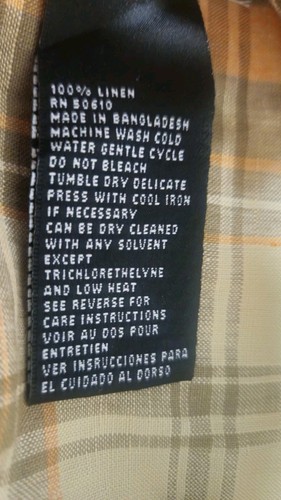 100% LINEN
RN 50610
MADE IN BANGLADESH
MACHINE WASH COLD
WATER GENTLE CYCLE
DO NOT BLEACH
TUMBLE DRY DELICATE
PRESS WITH COOL IRON
IF NECESSARY
CAN BE DRY CLEANED
WITH ANY SOLVENT
EXCEPT
TRICHLORETHELYNE
AND LOW HEAT
SEE REVERSE FOR
CARE INSTRUCTIONS
VOIR AU DOS POUR
ENTRETIEN
VER INSRUCCIONES PARA
EL CUIDADO AL DORSO